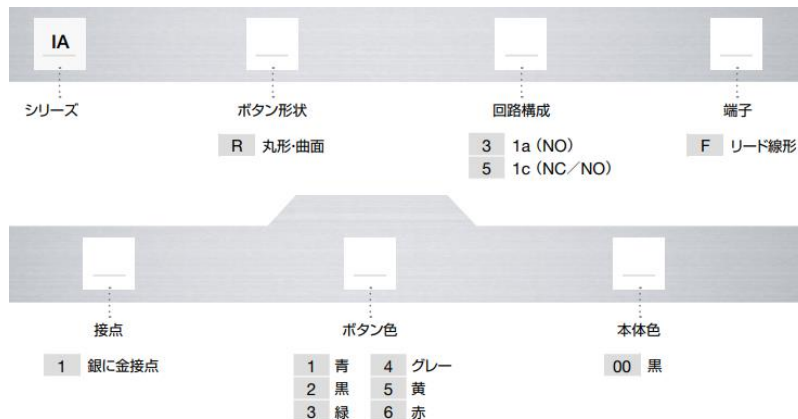 IA
シリーズ ボタン形状 回路構成 端子
R 丸形・曲面 3 1a (NO) F リード線形
5 1c (NC/NO)
接点 ボタン色 本体色
1 銀に金接点 1 青 4 グレー 00 黒
2 黒 5 黄
3 緑 6 赤